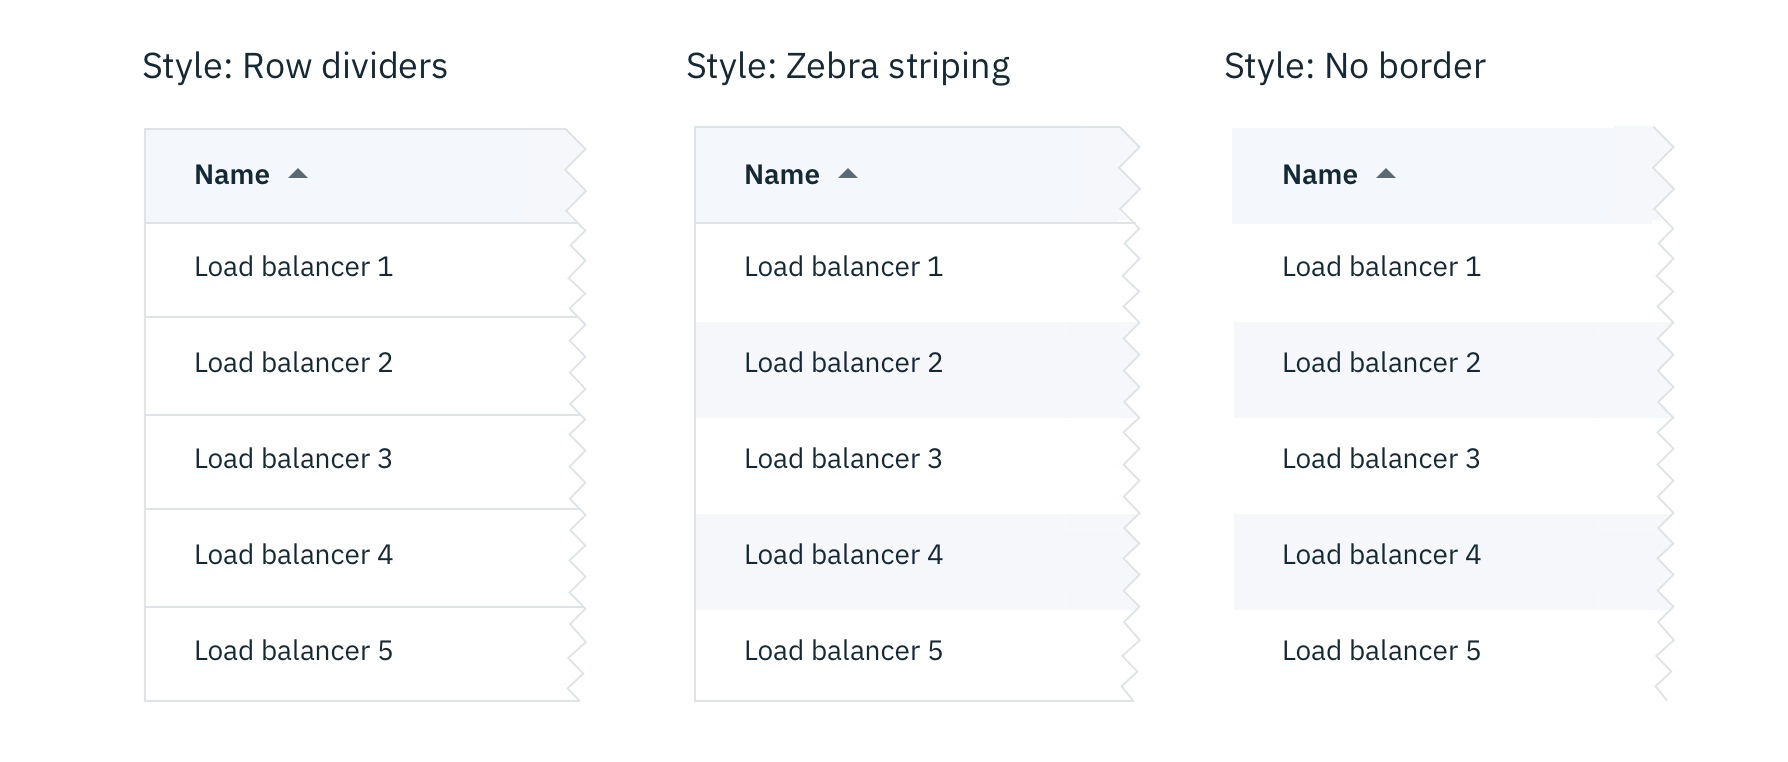 Style: Row dividers
Name
Load balancer 1
Load balancer 2
Load balancer 3
Load balancer 4
Load balancer 5
Style: Zebra striping
Name
Load balancer 1
Load balancer 2
Load balancer 3
Load balancer 4
Load balancer 5
Style: No border
Name
Load balancer 1
Load balancer 2
Load balancer 3
Load balancer 4
Load balancer 5